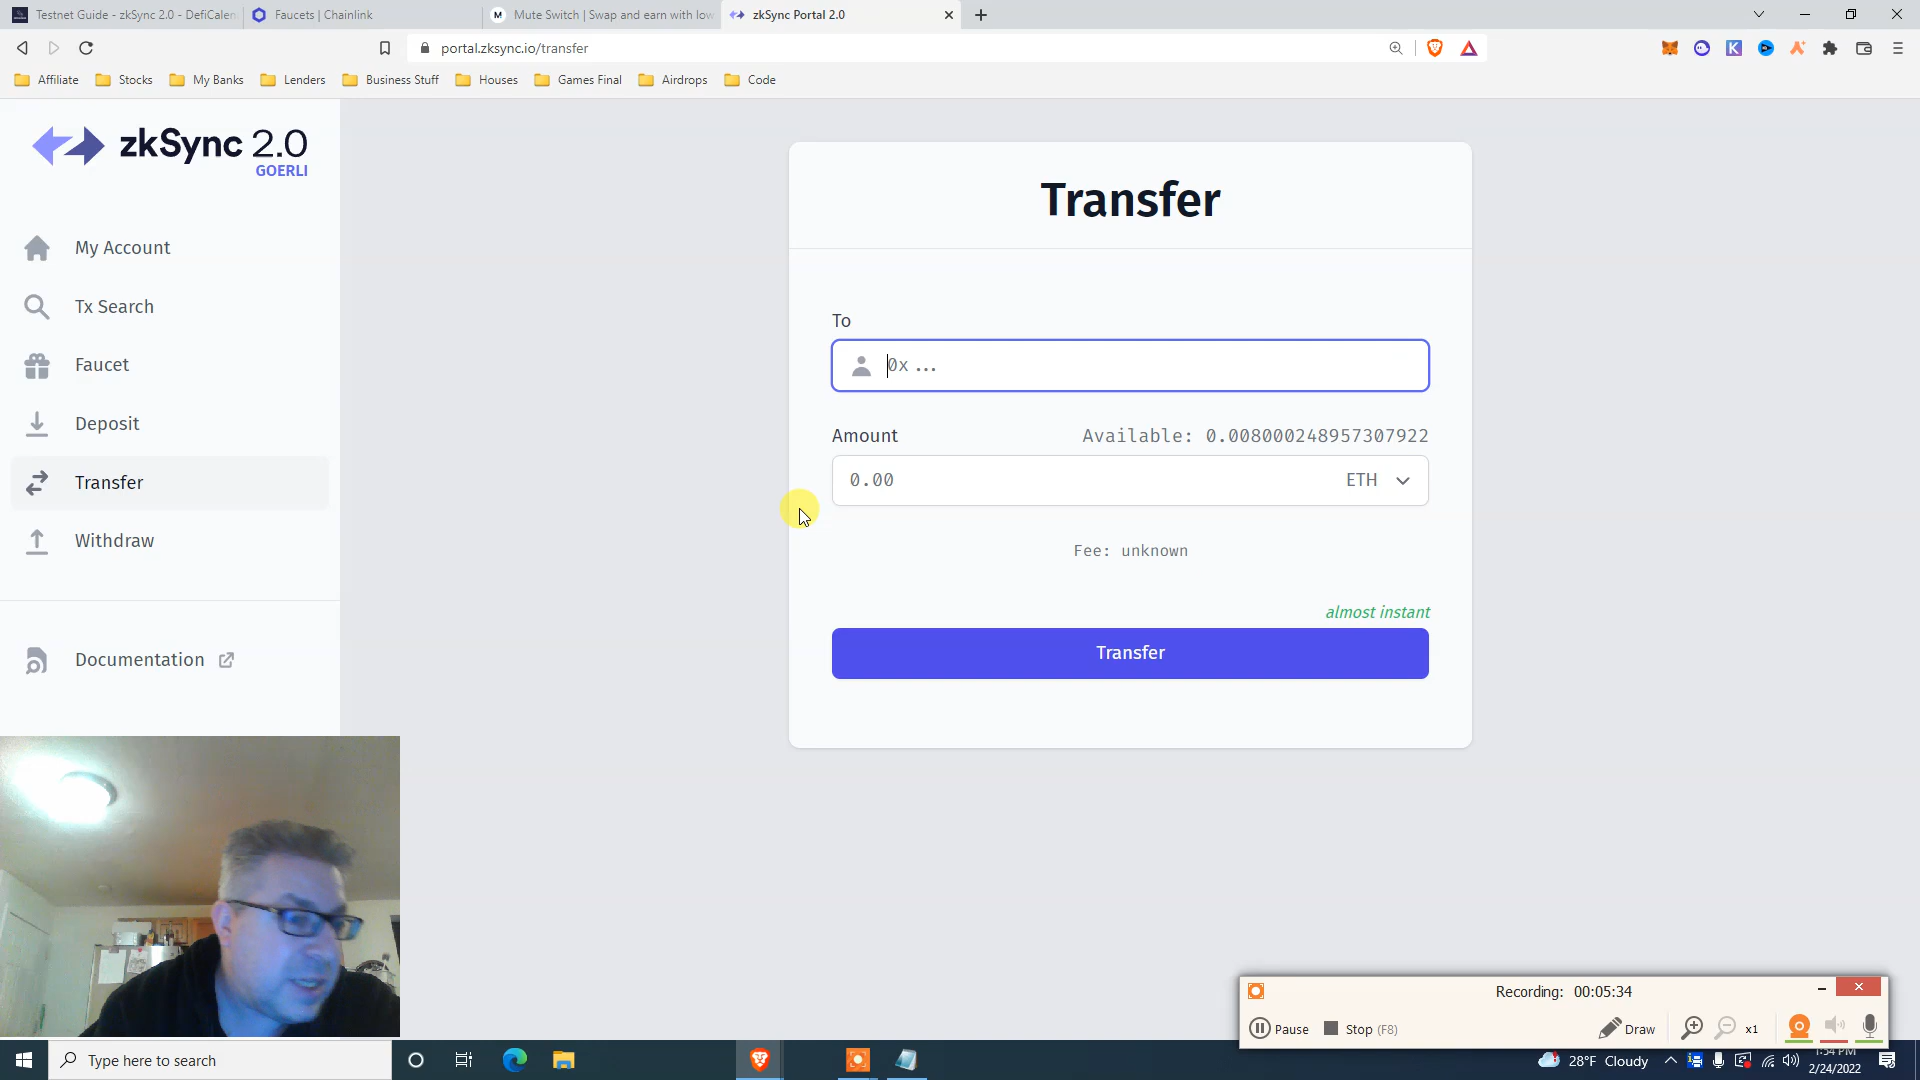 Testnet Guide - zkSync 2.0 - DefiCalen
Faucets | Chainlink
M Mute Switch | Swap and earn with low
zkSync Portal 2.0
portal.zksync.io/transfer
Affiliate
Stocks
My Banks
Lenders
Business Stuff
Houses
Games Final
Airdrops
Code
zkSync 2.0
GOERLI
My Account
Tx Search
Faucet
Deposit
Transfer
Withdraw
Documentation
Transfer
To
0x ...
Amount
Available: 0.008000248957307922
0.00
ETH
Fee: unknown
almost instant
Transfer
Recording: 00:05:34
Pause
Stop (F8)
Draw
x1
Type here to search
28°F Cloudy
1:54 PM
2/24/2022